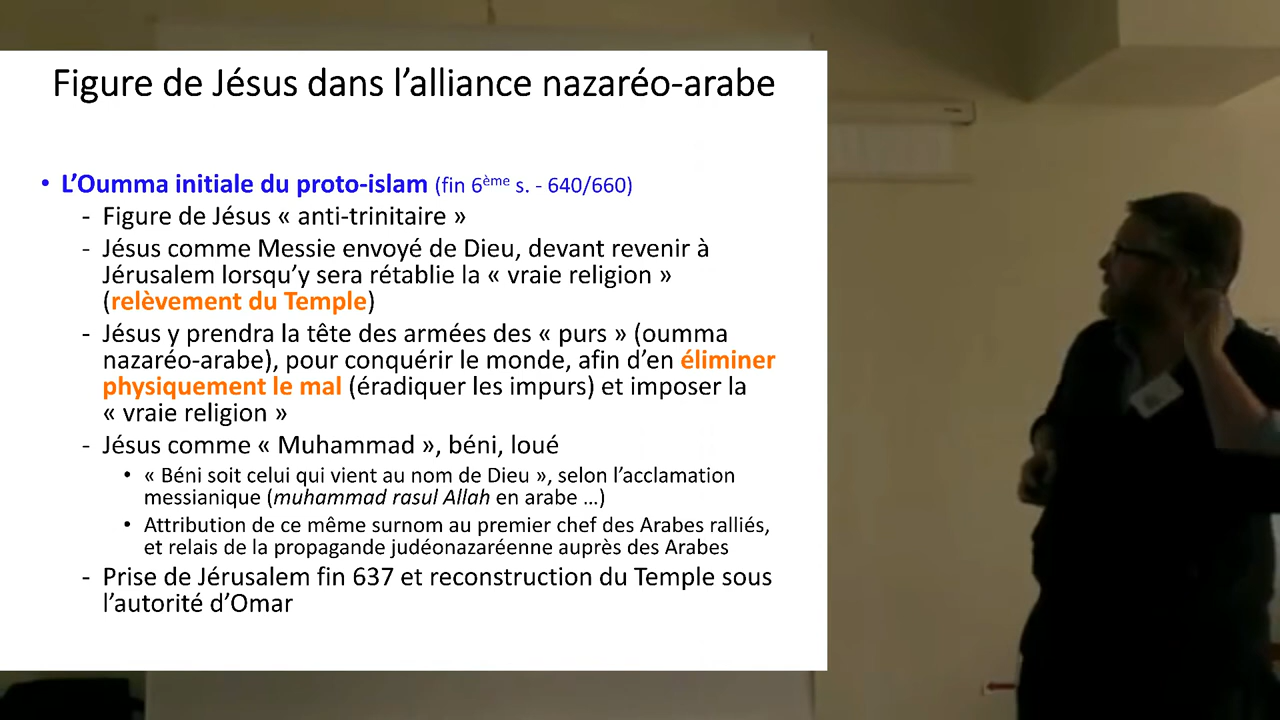 Figure de Jésus dans l’alliance nazaréo-arabe
• L’Oumma initiale du proto-islam (fin 6ème s. - 640/660)
- Figure de Jésus « anti-trinitaire »
- Jésus comme Messie envoyé de Dieu, devant revenir à
Jérusalem lorsqu’y sera rétablie la « vraie religion »
(relèvement du Temple)
- Jésus y prendra la tête des armées des « purs » (oumma
nazaréo-arabe), pour conquérir le monde, afin d’en éliminer
physiquement le mal (éradiquer les impurs) et imposer la
« vraie religion »
- Jésus comme « Muhammad », béni, loué
• « Béni soit celui qui vient au nom de Dieu », selon l’acclamation
messianique (muhammad rasul Allah en arabe …)
• Attribution de ce même surnom au premier chef des Arabes ralliés,
et relais de la propagande judéonazaréenne auprès des Arabes
- Prise de Jérusalem fin 637 et reconstruction du Temple sous
l’autorité d’Omar